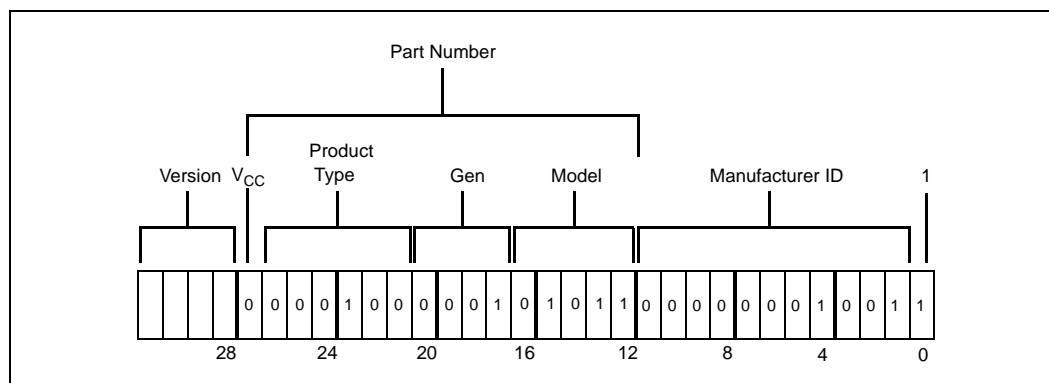 Part Number
Product
Version V_CC Type Gen Model Manufacturer ID 1
0 0 0 0 1 0 0 0 0 0 1 0 1 0 1 1 0 0 0 0 0 0 0 1 0 0 1 1
28 24 20 16 12 8 4 0